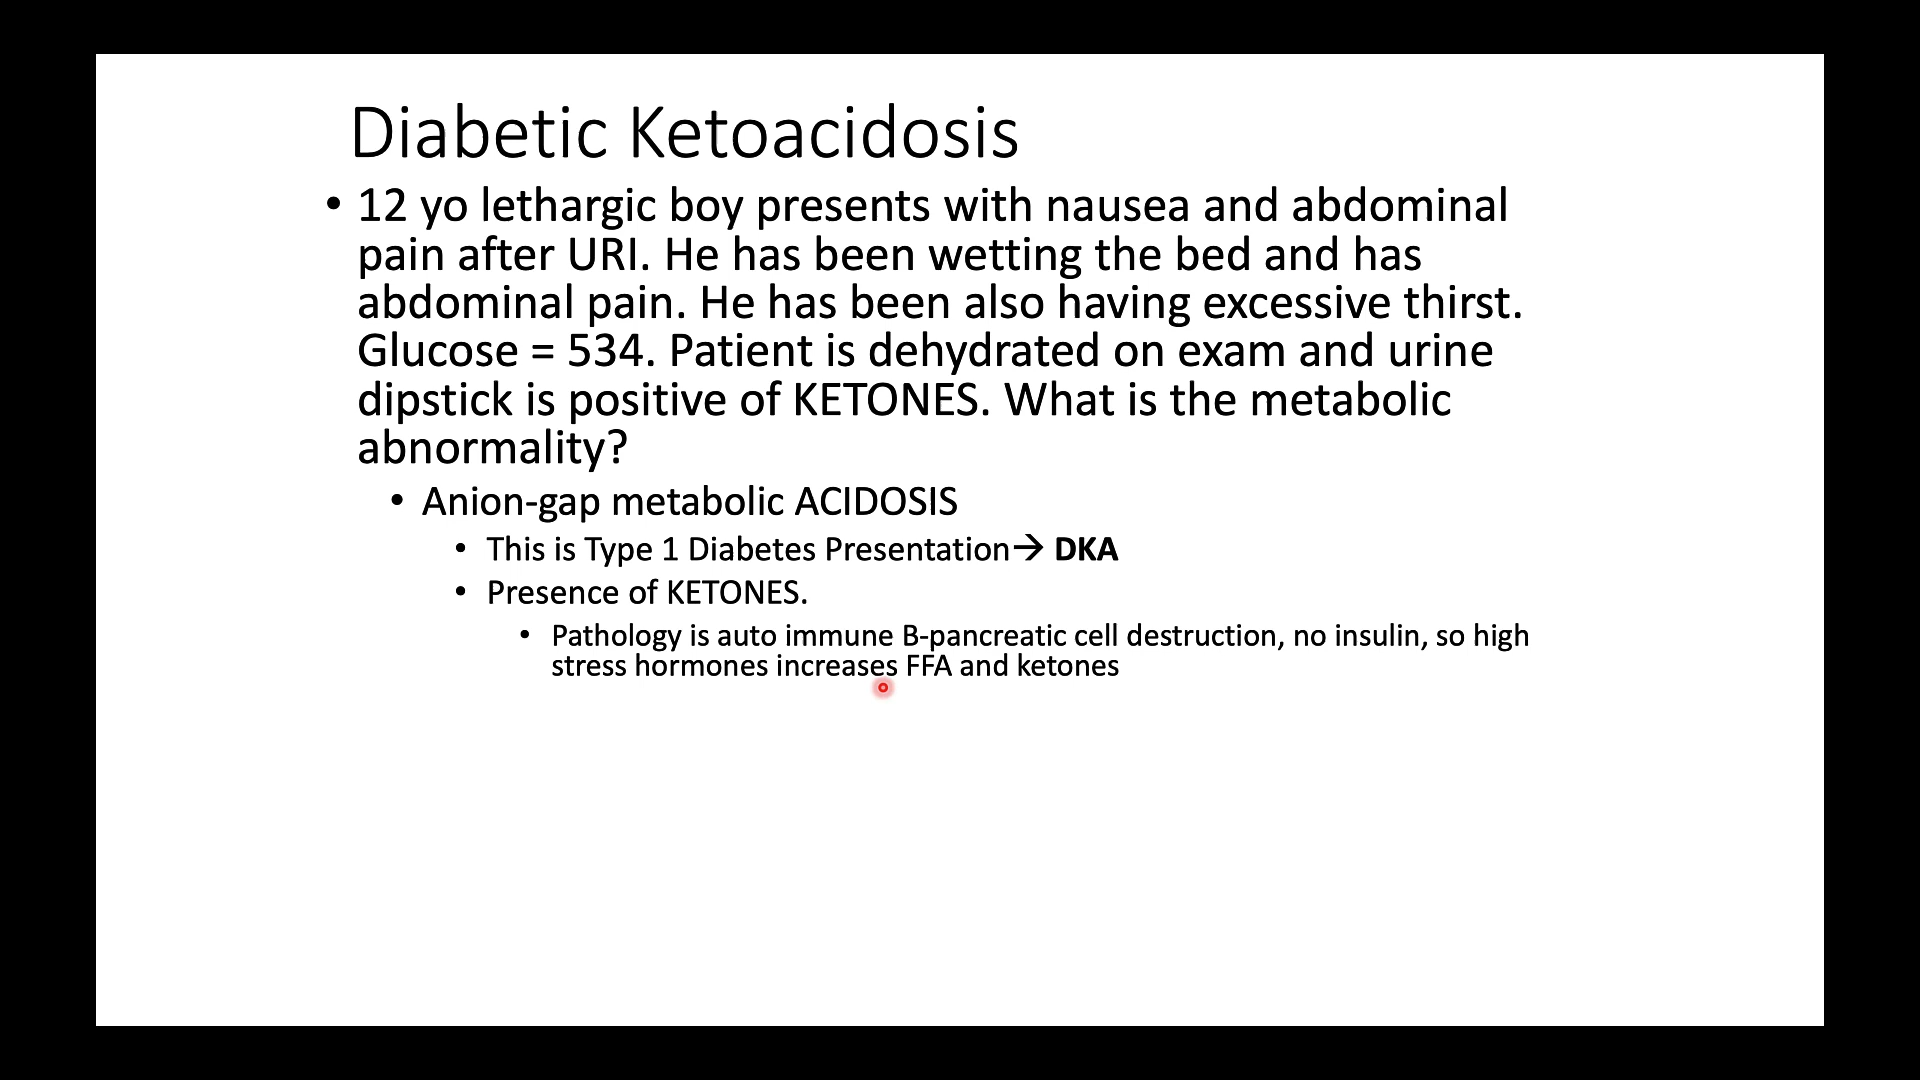 Diabetic Ketoacidosis
• 12 yo lethargic boy presents with nausea and abdominal
pain after URI. He has been wetting the bed and has
abdominal pain. He has been also having excessive thirst.
Glucose = 534. Patient is dehydrated on exam and urine
dipstick is positive of KETONES. What is the metabolic
abnormality?
• Anion-gap metabolic ACIDOSIS
• This is Type 1 Diabetes Presentation→ DKA
• Presence of KETONES.
• Pathology is auto immune B-pancreatic cell destruction, no insulin, so high
stress hormones increases FFA and ketones